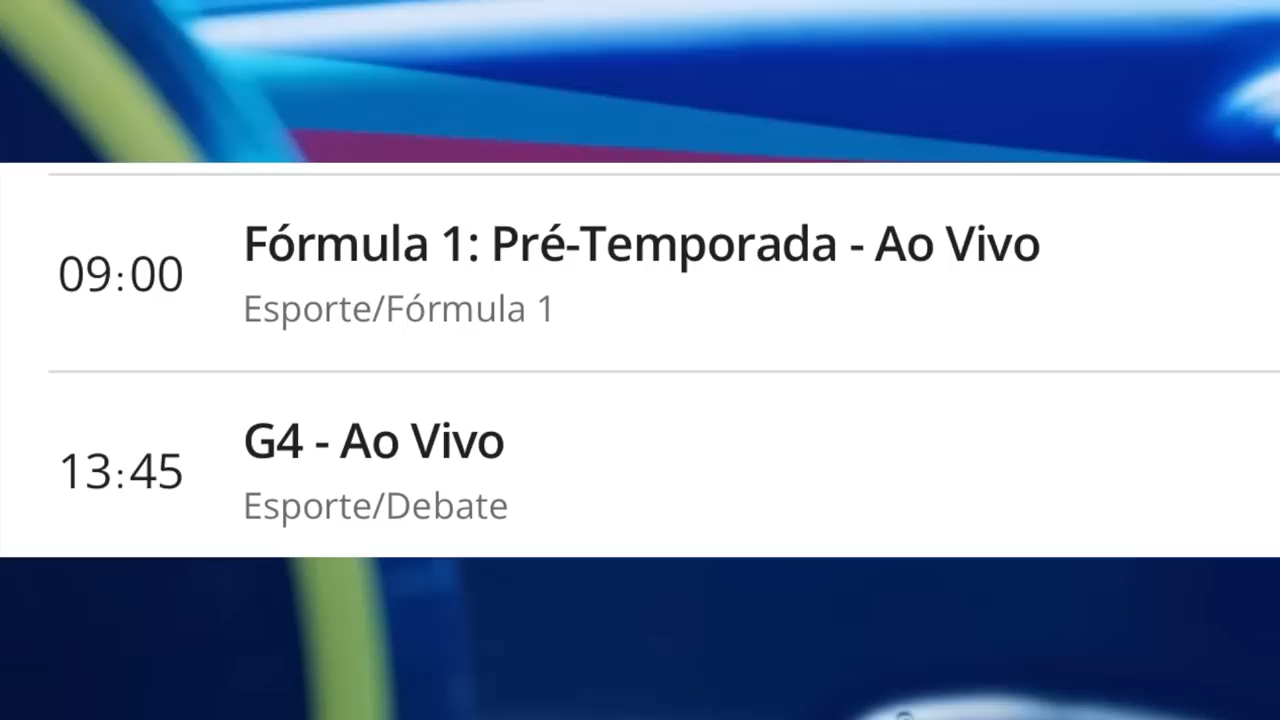 09:00
Fórmula 1: Pré-Temporada - Ao Vivo
Esporte/Fórmula 1
13:45
G4 - Ao Vivo
Esporte/Debate